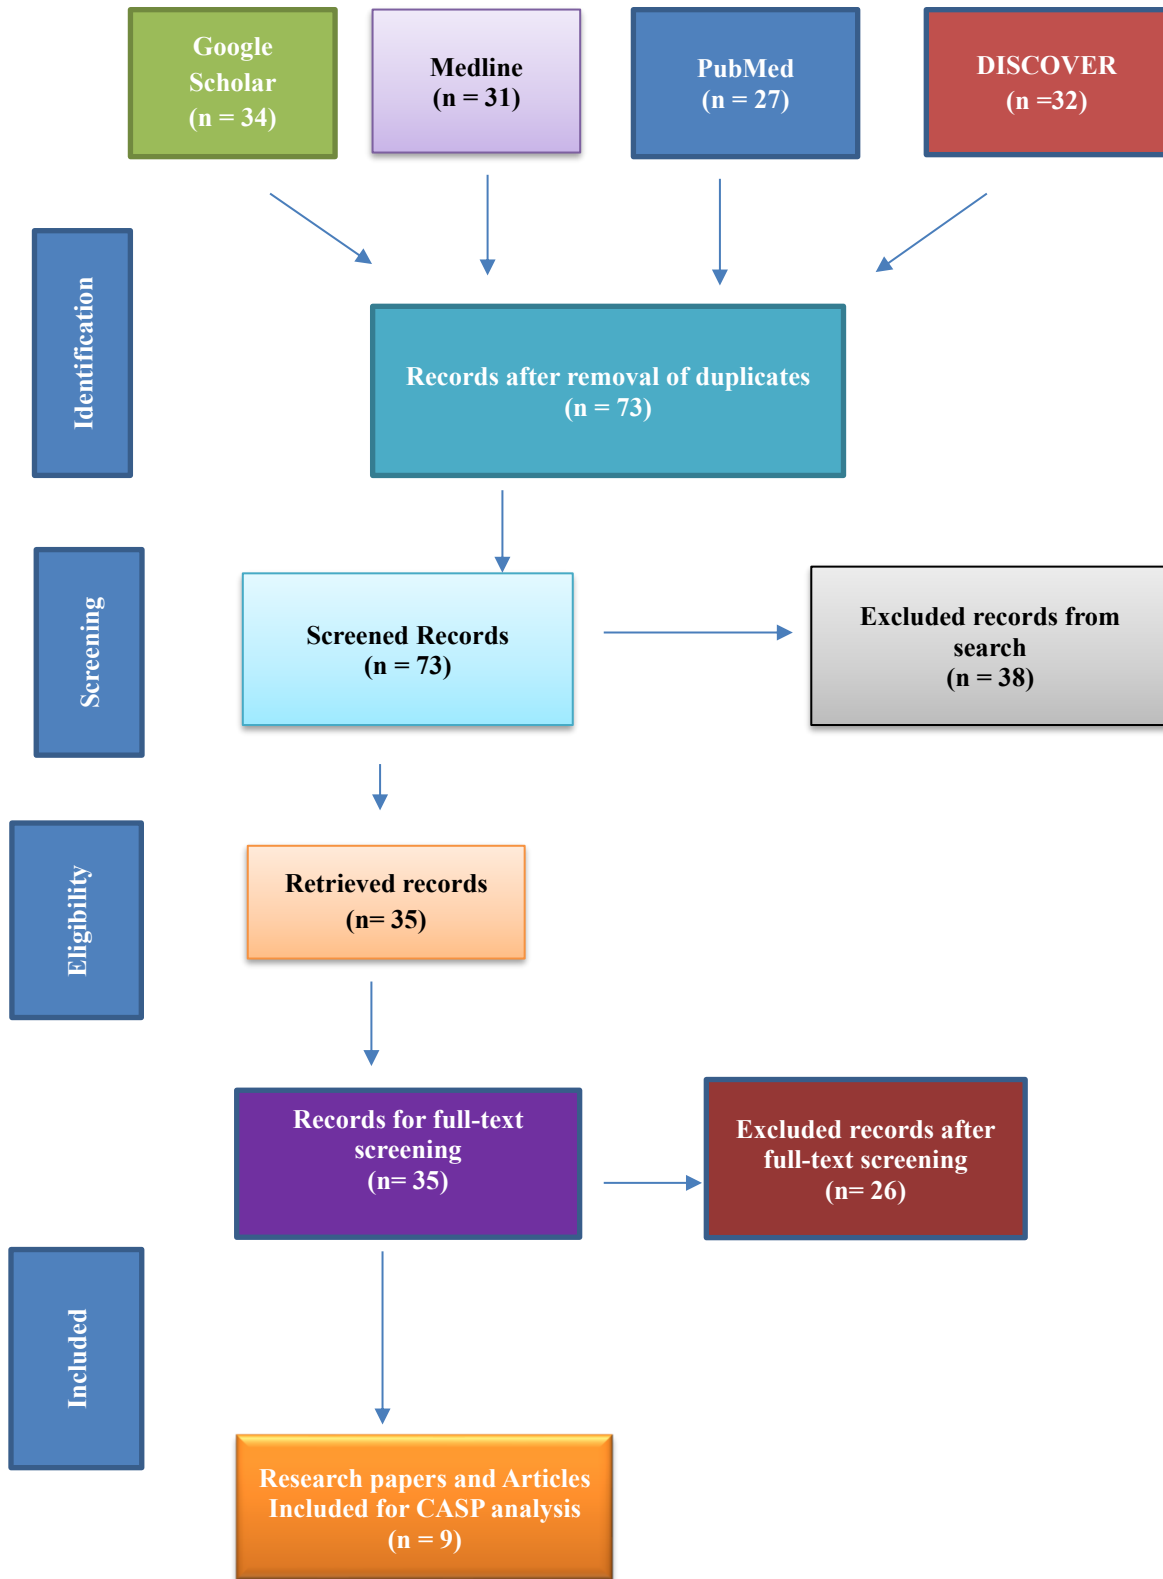 Google
Scholar
(n = 34)
Medline
(n = 31)
PubMed
(n = 27)
DISCOVER
(n =32)
Identification
Records after removal of duplicates
(n = 73)
Screening
Screened Records
(n = 73)
Excluded records from
search
(n = 38)
Eligibility
Retrieved records
(n= 35)
Records for full-text
screening
(n= 35)
Excluded records after
full-text screening
(n= 26)
Included
Research papers and Articles
Included for CASP analysis
(n = 9)